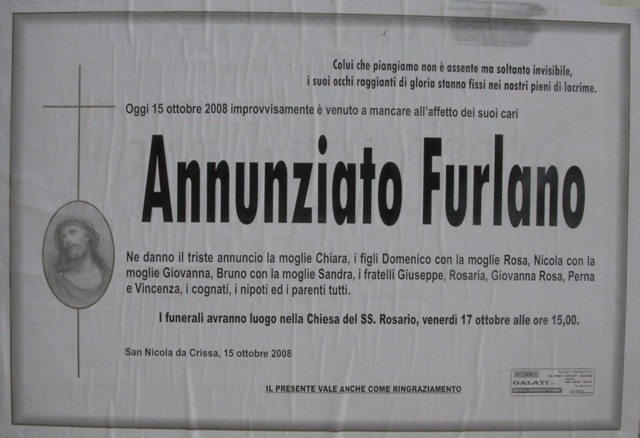 Colui che piangiamo non è assente ma soltanto invisibile,
i suoi occhi raggianti di gloria stanno fissi nei nostri pieni di lacrime.
Oggi 15 ottobre 2008 improvvisamente è venuto a mancare all'affetto dei suoi cari
Annunziato Furlano
Ne danno il triste annuncio la moglie Chiara, i figli Domenico con la moglie Rosa, Nicola con la
moglie Giovanna, Bruno con la moglie Sandra, i fratelli Giuseppe, Rosaria, Giovanna Rosa, Perna
e Vincenza, i cognati, i nipoti ed i parenti tutti.
I funerali avranno luogo nella Chiesa del SS. Rosario, venerdì 17 ottobre alle ore 15,00.
San Nicola da Crissa, 15 ottobre 2008
IL PRESENTE VALE ANCHE COME RINGRAZIAMENTO
GALATI